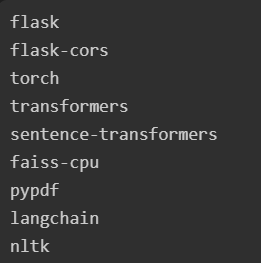 flask
flask-cors
torch
transformers
sentence-transformers
faiss-cpu
pypdf
langchain
nltk